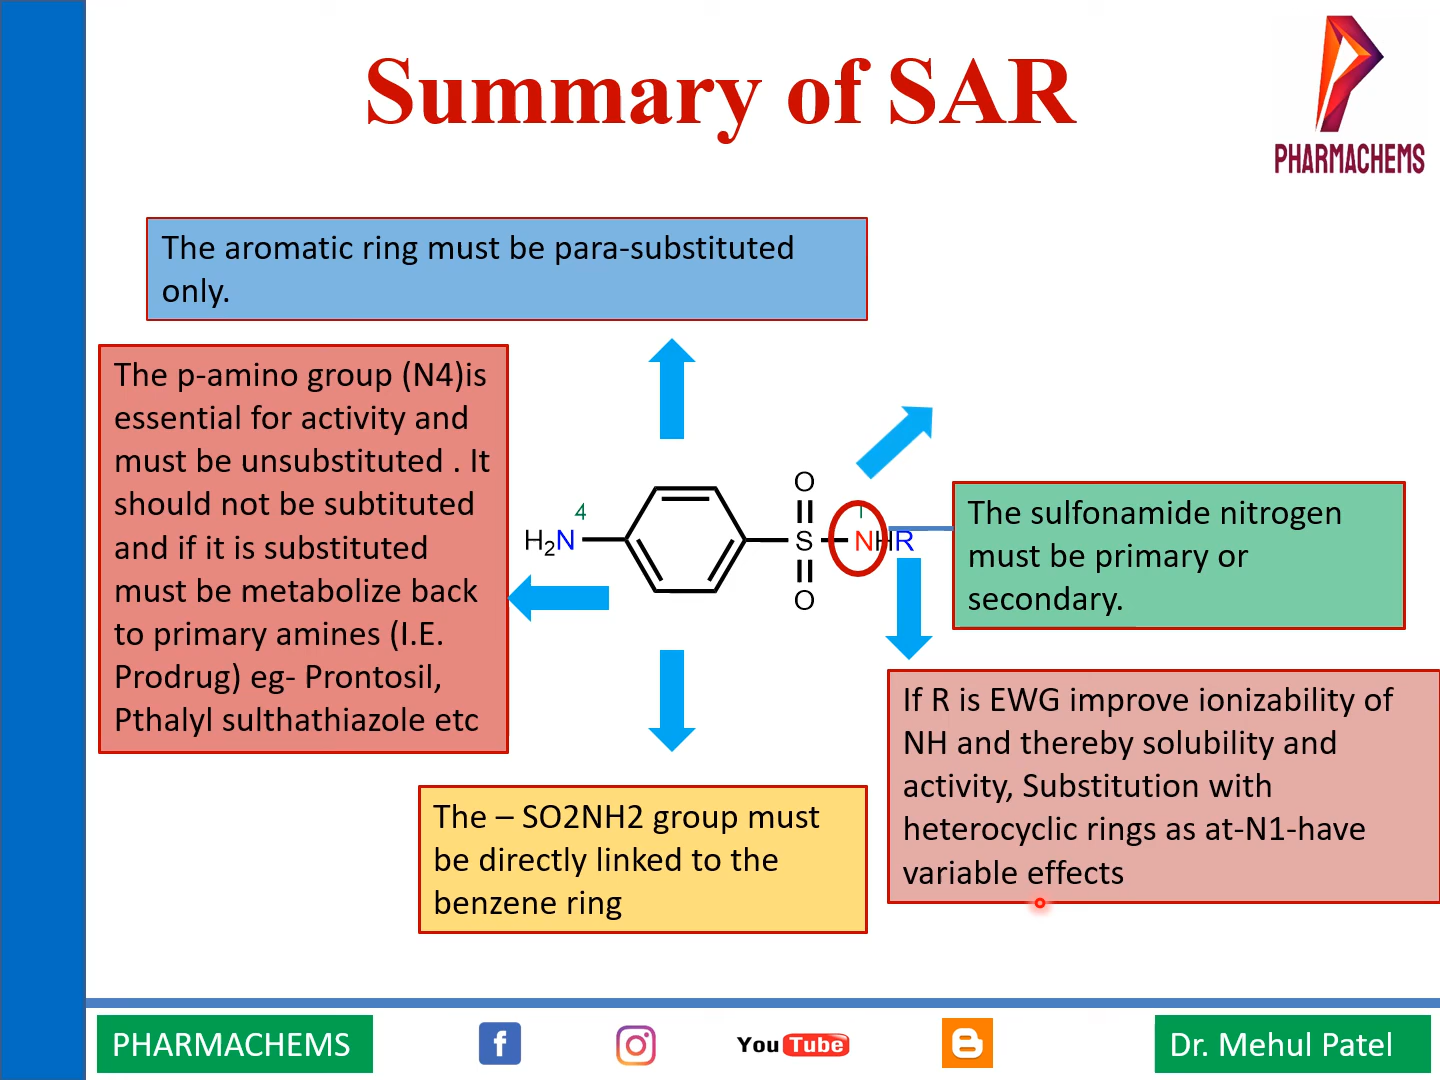 Summary of SAR
PHARMACHEMS
The aromatic ring must be para-substituted
only.
The p-amino group (N4)is
essential for activity and
must be unsubstituted . It
should not be subtituted
and if it is substituted
must be metabolize back
to primary amines (I.E.
Prodrug) eg- Prontosil,
Pthalyl sulthathiazole etc
4
H2N
O
S
O
1
NHR
The sulfonamide nitrogen
must be primary or
secondary.
If R is EWG improve ionizability of
NH and thereby solubility and
activity, Substitution with
heterocyclic rings as at-N1-have
variable effects
The – SO2NH2 group must
be directly linked to the
benzene ring
PHARMACHEMS
f
You Tube
Dr. Mehul Patel